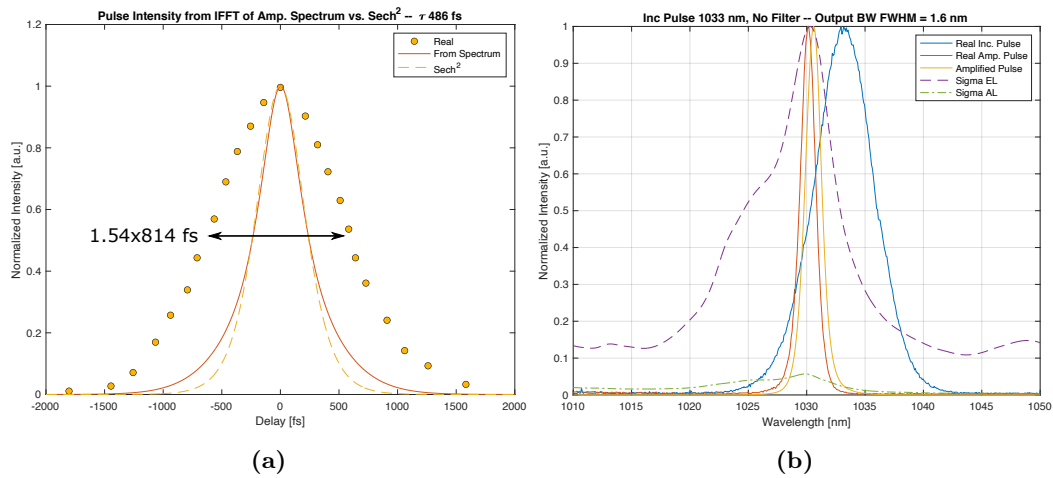 Pulse Intensity from IFFT of Amp. Spectrum vs. Sech² -- τ 486 fs
1.2
1
0.8
0.6
0.4
0.2
0
Normalized Intensity [a.u.]
Real
From Spectrum
Sech²
1.54x814 fs
-2000
-1500
-1000
-500
0
500
1000
1500
2000
Delay [fs]
(a)
Inc Pulse 1033 nm, No Filter -- Output BW FWHM = 1.6 nm
1
0.9
0.8
0.7
0.6
0.5
0.4
0.3
0.2
0.1
0
Normalized Intensity [a.u.]
Real Inc. Pulse
Real Amp. Pulse
Amplified Pulse
Sigma EL
Sigma AL
1010
1015
1020
1025
1030
1035
1040
1045
1050
Wavelength [nm]
(b)